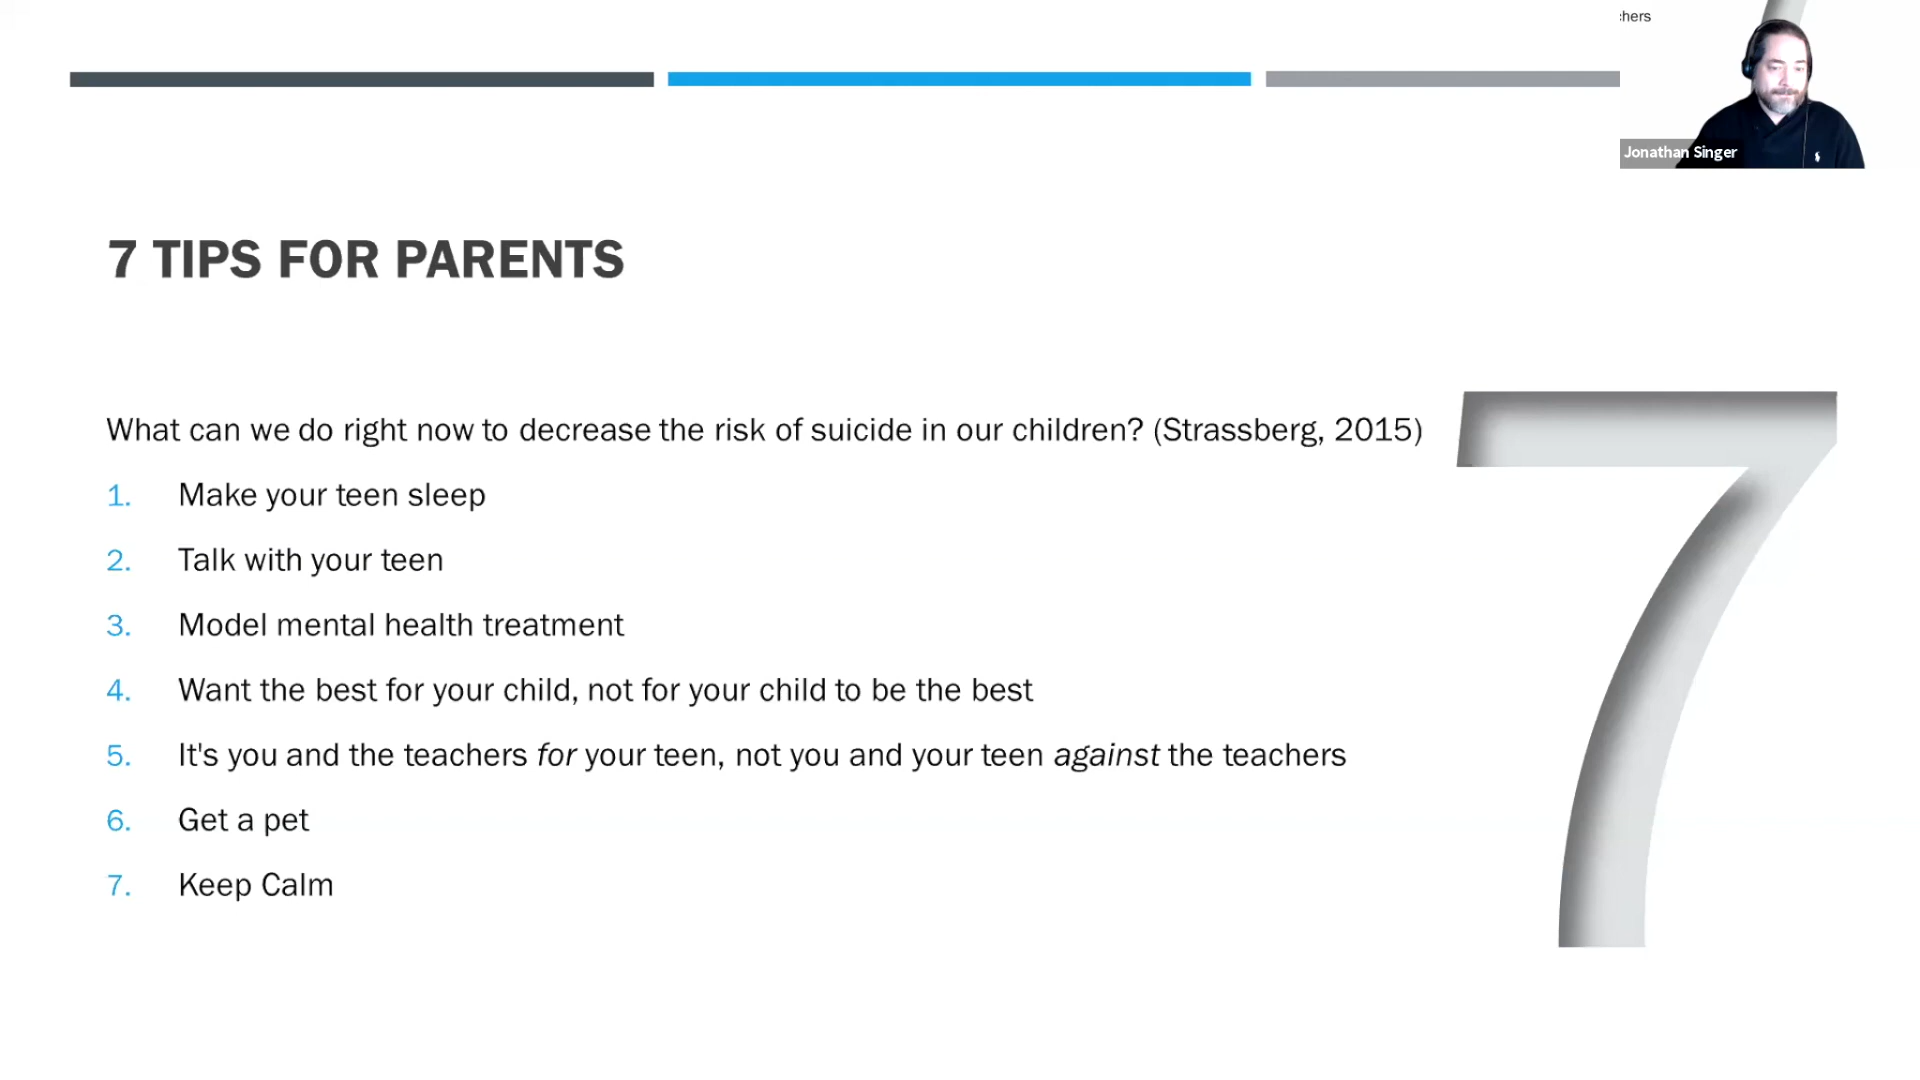 :hers
Jonathan Singer
7 TIPS FOR PARENTS
What can we do right now to decrease the risk of suicide in our children? (Strassberg, 2015)
1. Make your teen sleep
2. Talk with your teen
3. Model mental health treatment
4. Want the best for your child, not for your child to be the best
5. It's you and the teachers for your teen, not you and your teen against the teachers
6. Get a pet
7. Keep Calm
7